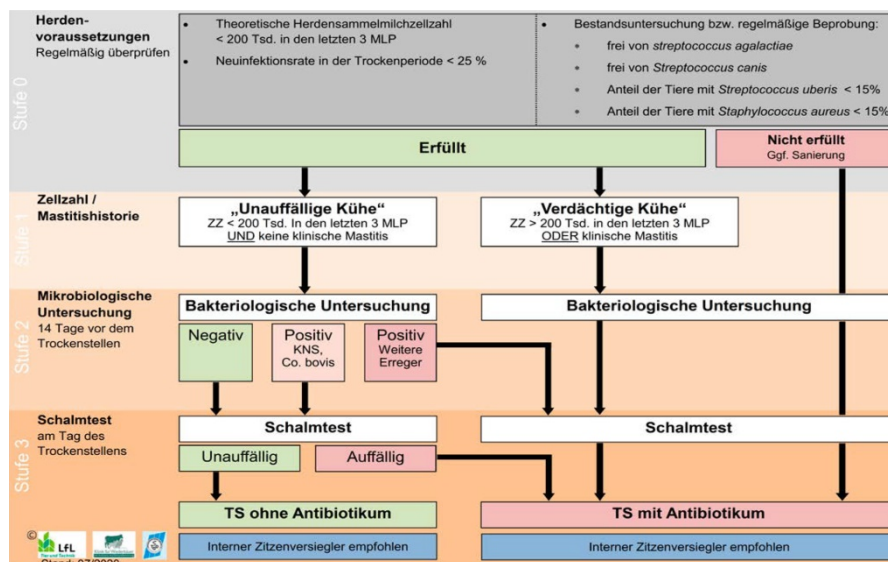 Herden-
voraussetzungen
Regelmäßig überprüfen
Stufe 0
• Theoretische Herdensammelmilchzellzahl
< 200 Tsd. in den letzten 3 MLP
• Neuinfektionsrate in der Trockenperiode < 25 %
• Bestandsuntersuchung bzw. regelmäßige Beprobung:
• frei von streptococcus agalactiae
• frei von Streptococcus canis
• Anteil der Tiere mit Streptococcus uberis < 15%
• Anteil der Tiere mit Staphylococcus aureus < 15%
Erfüllt
Nicht erfüllt
Ggf. Sanierung
Stufe 1
Zellzahl /
Mastitishistorie
„Unauffällige Kühe“
ZZ < 200 Tsd. In den letzten 3 MLP
UND keine klinische Mastitis
„Verdächtige Kühe“
ZZ > 200 Tsd. in den letzten 3 MLP
ODER klinische Mastitis
Stufe 2
Mikrobiologische
Untersuchung
14 Tage vor dem
Trockenstellen
Bakteriologische Untersuchung
Bakteriologische Untersuchung
Negativ
Positiv
KNS,
Co. bovis
Positiv
Weitere
Erreger
Stufe 3
Schalmtest
am Tag des
Trockenstellens
Schalmtest
Schalmtest
Unauffällig
Auffällig
TS ohne Antibiotikum
TS mit Antibiotikum
Interner Zitzenversiegler empfohlen
Interner Zitzenversiegler empfohlen
©
LfL